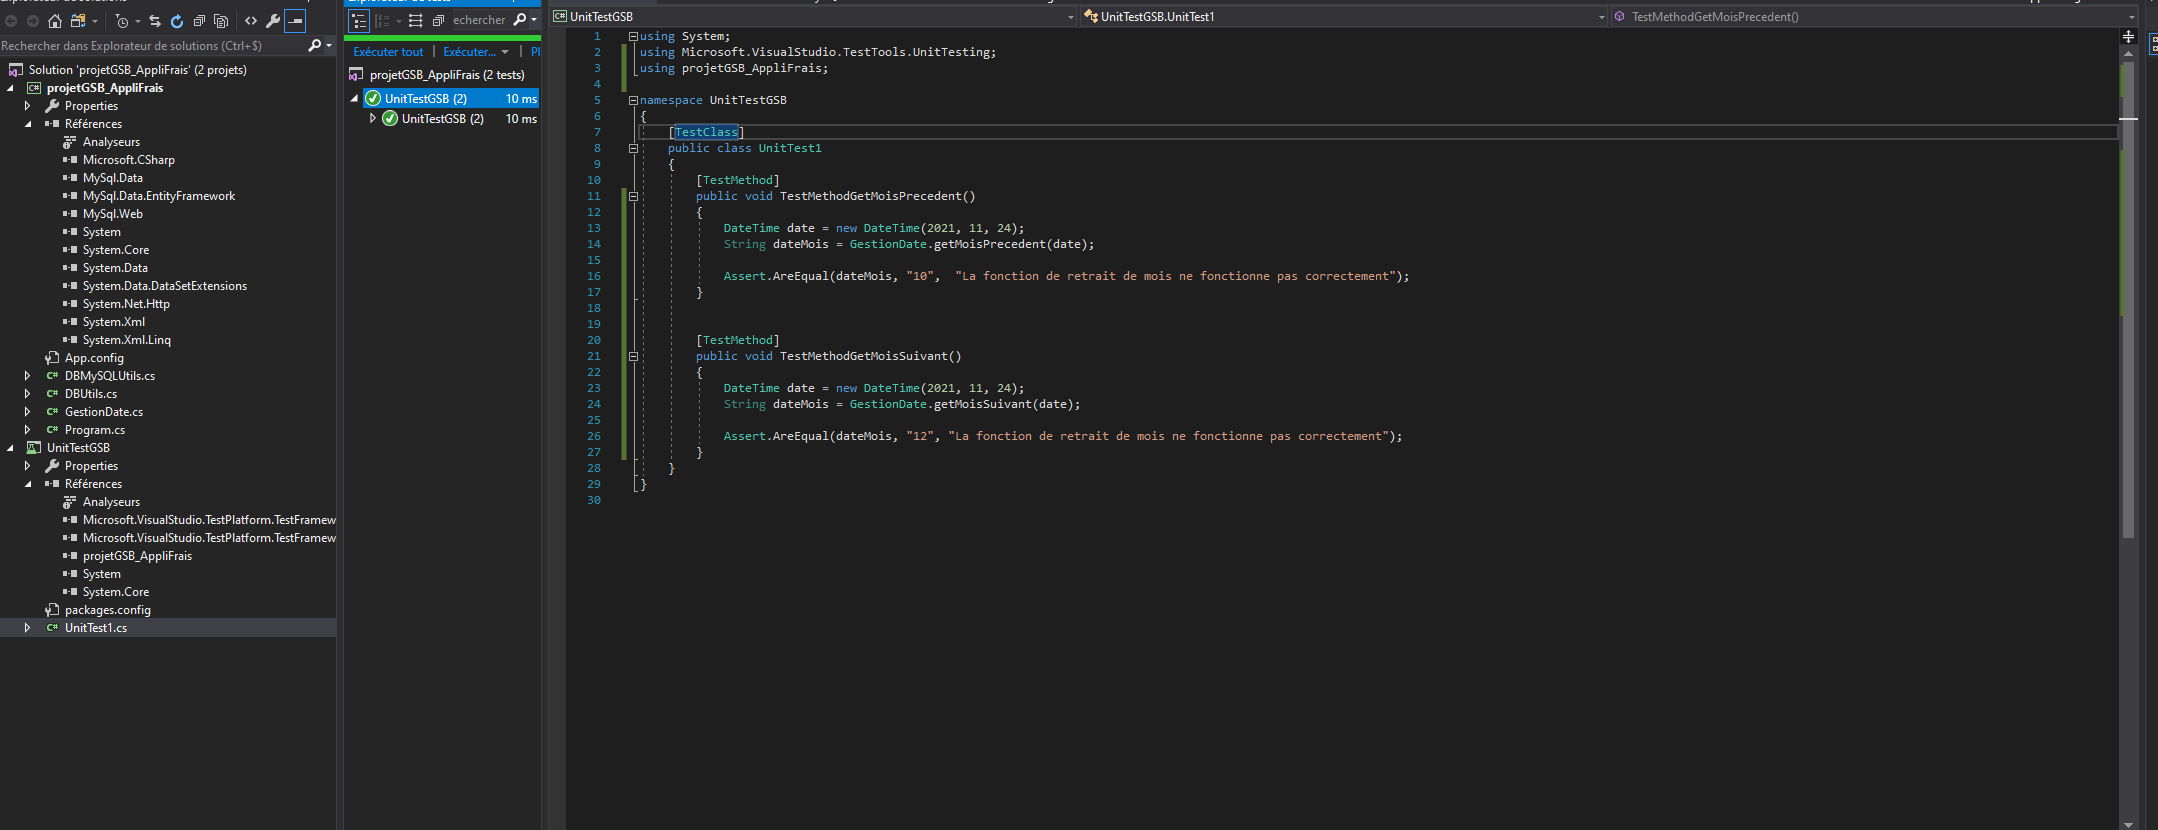 Rechercher dans Explorateur de solutions (Ctrl+$)
Solution 'projetGSB_AppliFrais' (2 projets)
projetGSB_AppliFrais
Properties
Références
Analyseurs
Microsoft.CSharp
MySql.Data
MySql.Data.EntityFramework
MySql.Web
System
System.Core
System.Data
System.Data.DataSetExtensions
System.Net.Http
System.Xml
System.Xml.Linq
App.config
DBMySQLUtils.cs
DBUtils.cs
GestionDate.cs
Program.cs
UnitTestGSB
Properties
Références
Analyseurs
Microsoft.VisualStudio.TestPlatform.TestFramew
Microsoft.VisualStudio.TestPlatform.TestFramew
projetGSB_AppliFrais
System
System.Core
packages.config
UnitTest1.cs
echercher
Exécuter tout | Exécuter... | Pl
projetGSB_AppliFrais (2 tests)
UnitTestGSB (2) 10 ms
UnitTestGSB (2) 10 ms
UnitTestGSB UnitTestGSB.UnitTest1 TestMethodGetMoisPrecedent()
1 using System;
2 using Microsoft.VisualStudio.TestTools.UnitTesting;
3 using projetGSB_AppliFrais;
4
5 namespace UnitTestGSB
6 {
7 [TestClass]
8 public class UnitTest1
9 {
10 [TestMethod]
11 public void TestMethodGetMoisPrecedent()
12 {
13 DateTime date = new DateTime(2021, 11, 24);
14 String dateMois = GestionDate.getMoisPrecedent(date);
15
16 Assert.AreEqual(dateMois, "10",  "La fonction de retrait de mois ne fonctionne pas correctement");
17 }
18
19
20 [TestMethod]
21 public void TestMethodGetMoisSuivant()
22 {
23 DateTime date = new DateTime(2021, 11, 24);
24 String dateMois = GestionDate.getMoisSuivant(date);
25
26 Assert.AreEqual(dateMois, "12", "La fonction de retrait de mois ne fonctionne pas correctement");
27 }
28 }
29 }
30